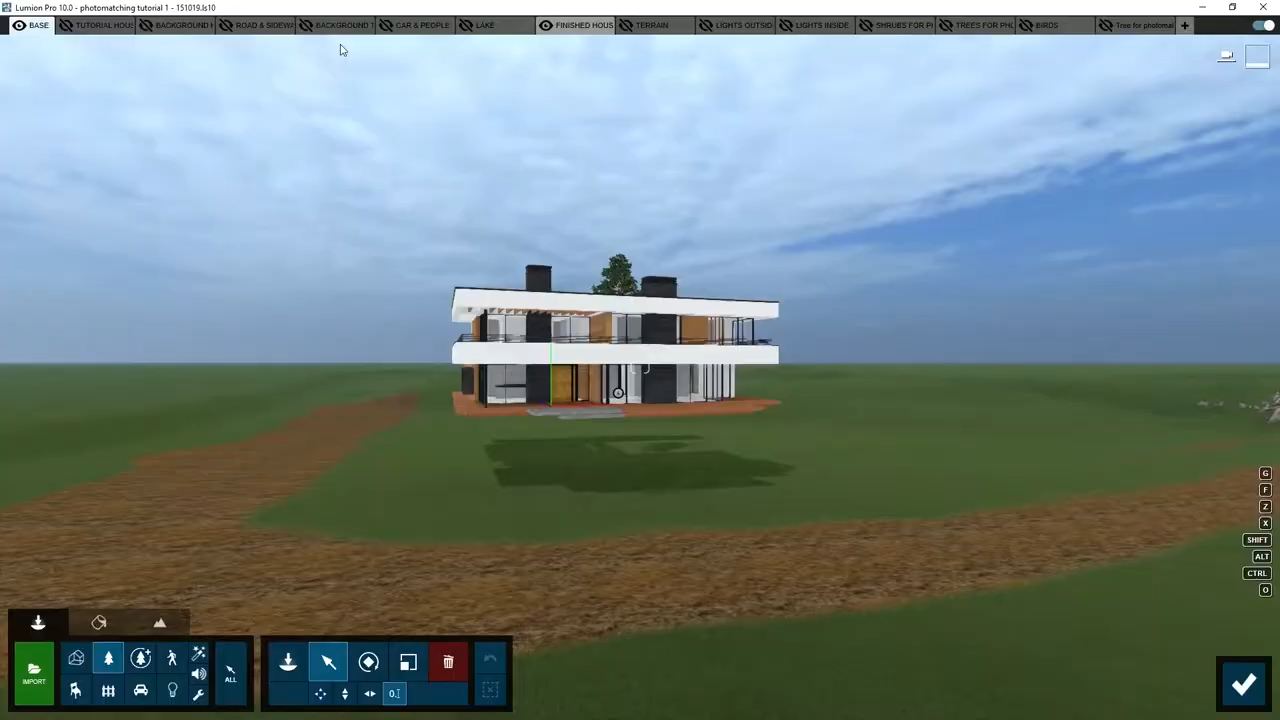 Lumion Pro 10.0 - photomatching tutorial 1 - 151019.ls10
BASE
TUTORIAL HOUS
BACKGROUND
ROAD & SIDEWA
BACKGROUND T
CAR & PEOPLE
LAKE
FINISHED HOUS
TERRAIN
LIGHTS OUTSID
LIGHTS INSIDE
SHRUBS FOR PI
TREES FOR PH
BIRDS
Tree for photomat
+
G
F
Z
X
SHIFT
ALT
CTRL
O
IMPORT
ALL